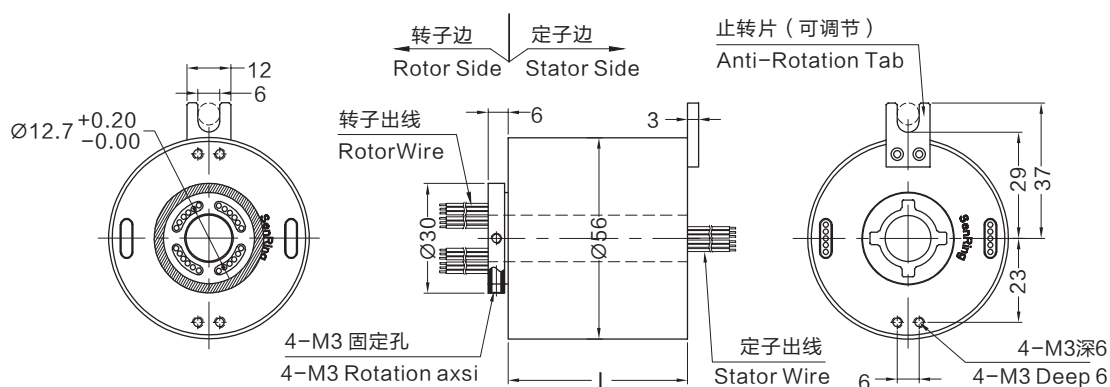 12
6
Ø12.7 +0.20
-0.00
转子边
定子边
Rotor Side
Stator Side
转子出线
RotorWire
6
3
Ø30
Ø56
4-M3 固定孔
4-M3 Rotation axsi
L
定子出线
Stator Wire
止转片（可调节）
Anti-Rotation Tab
29
37
23
6
4-M3深6
4-M3 Deep 6
senRing
senRing